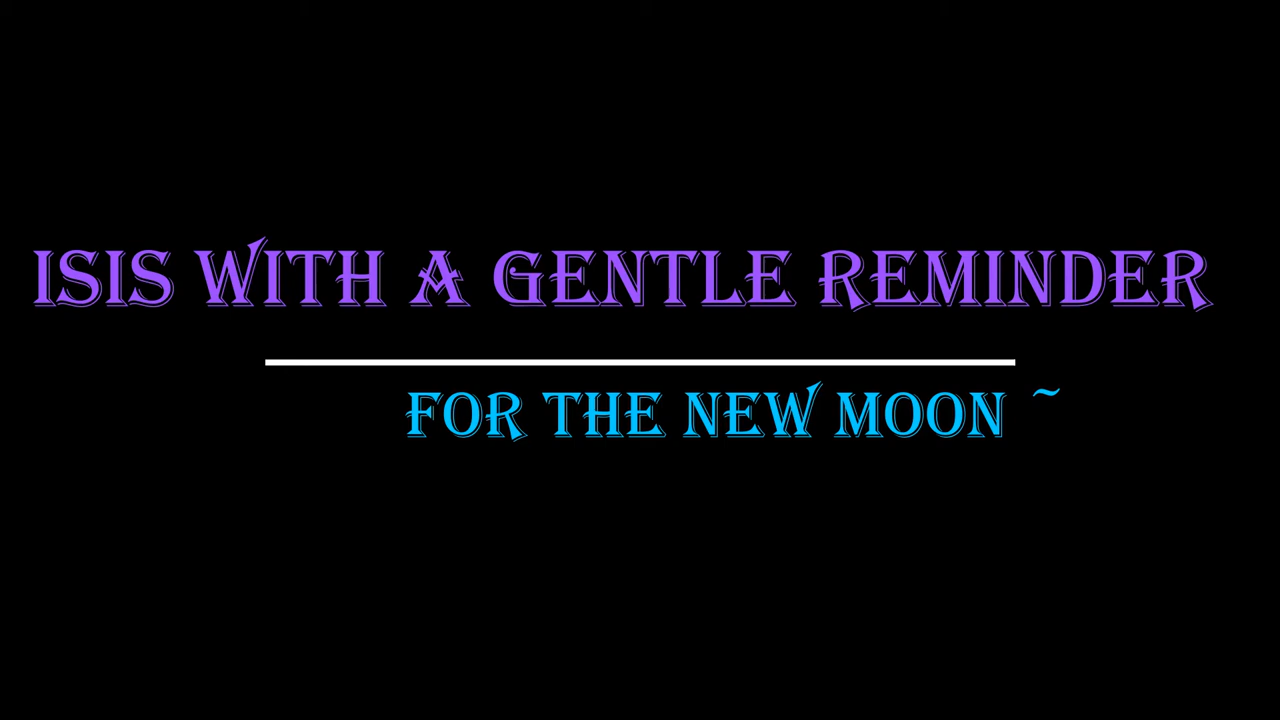 ISIS WITH A GENTLE REMINDER
FOR THE NEW MOON ~